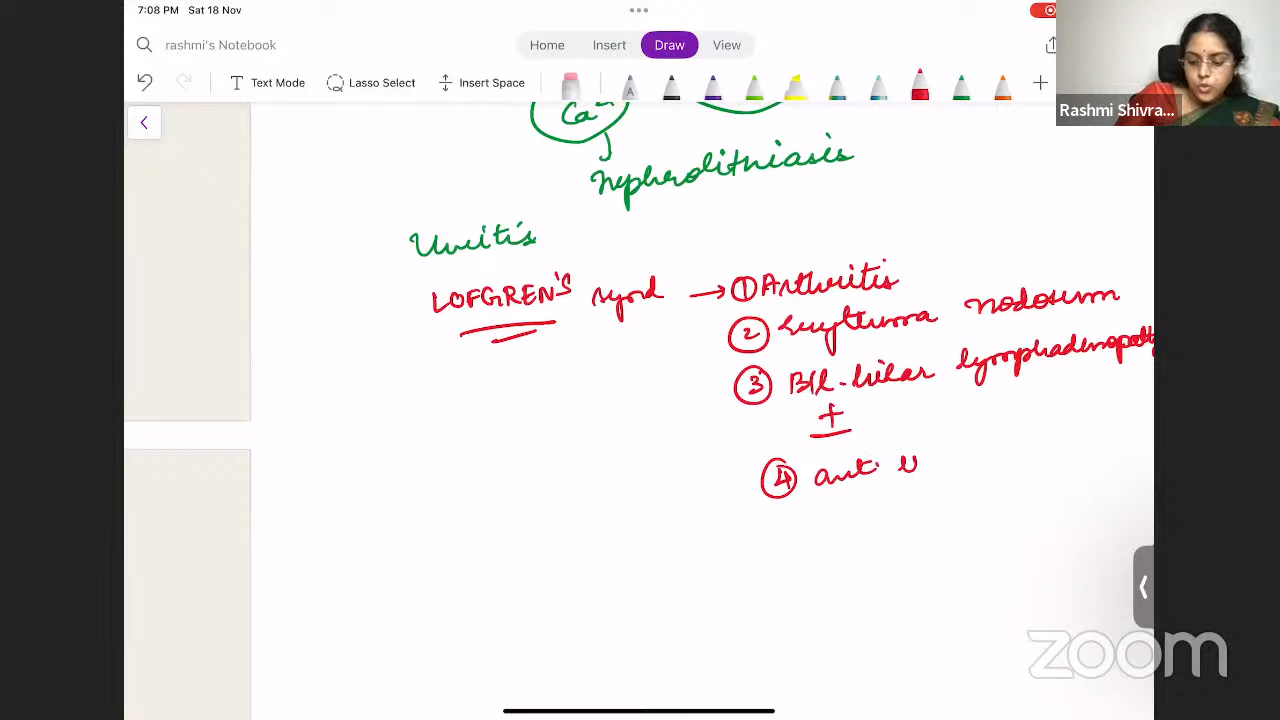 7:08 PM Sat 18 Nov
rashmi's Notebook
Home Insert Draw View
Text Mode Lasso Select Insert Space
A
Rashmi Shivra...
Ca
Nepherolithiasis
Uveitis
LOFGREN'S synd → ① Arthritis
② Erythema nodosum
③ B/L - hilar lymphadenopathy
+
④ ant. U
zoom